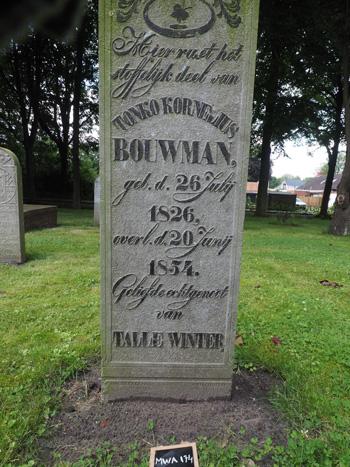 Hier rust het
stoffelijk deel van
TONKO KORNELIUS
BOUWMAN,
geb. d. 26 July
1826,
overl. d. 20 Junij
1854.
Geliefde echtgenoot
van
TALLE WINTER,
MWA 174